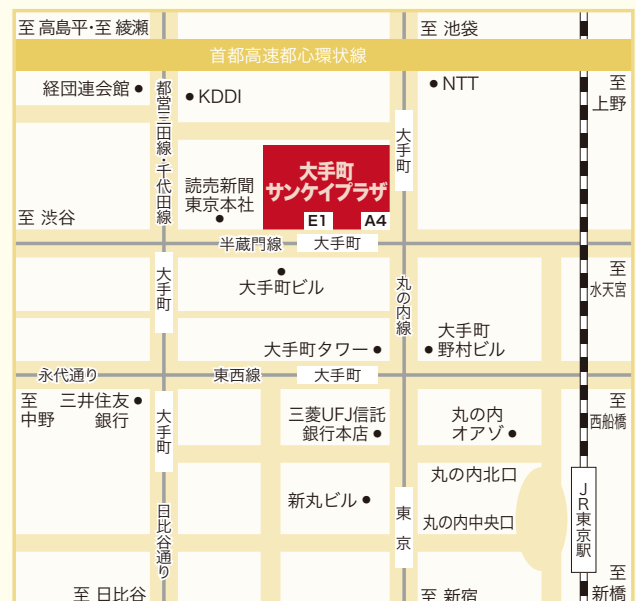 至 高島平・至 綾瀬
至 池袋
首都高速都心環状線
経団連会館
都営三田線・千代田線
KDDI
NTT
至
上野
大手町
読売新聞
東京本社
大手町
サンケイプラザ
E1
A4
至 渋谷
半蔵門線
大手町
大手町
大手町ビル
丸の内線
至
水天宮
大手町タワー
大手町
野村ビル
永代通り
東西線
大手町
至
中野
三井住友
銀行
大手町
三菱UFJ信託
銀行本店
丸の内
オアゾ
至
西船橋
丸の内北口
新丸ビル
東京
丸の内中央口
JR東京駅
日比谷通り
至 日比谷
至 新宿
至
新橋